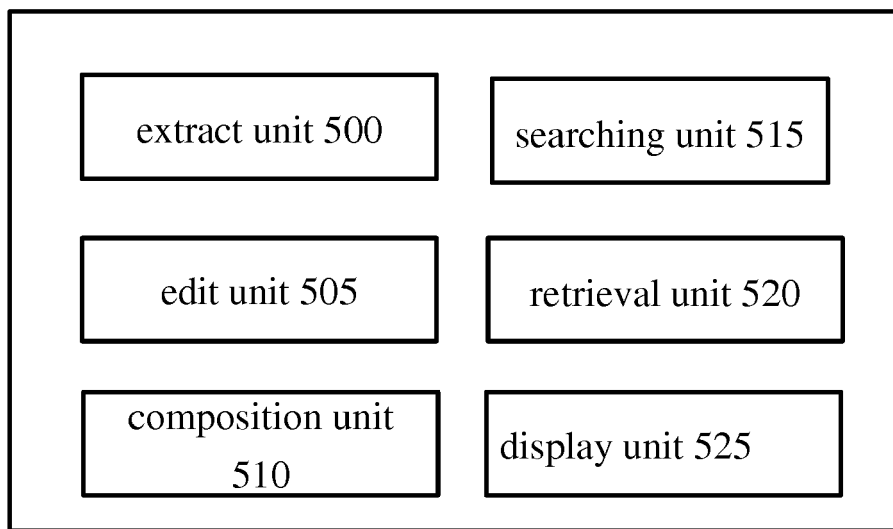 extract unit 500
searching unit 515
edit unit 505
retrieval unit 520
composition unit
510
display unit 525